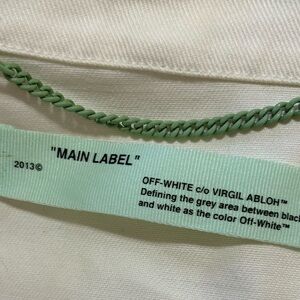 "MAIN LABEL"
2013©
OFF-WHITE c/o VIRGIL ABLOH™
Defining the grey area between black
and white as the color Off-White™